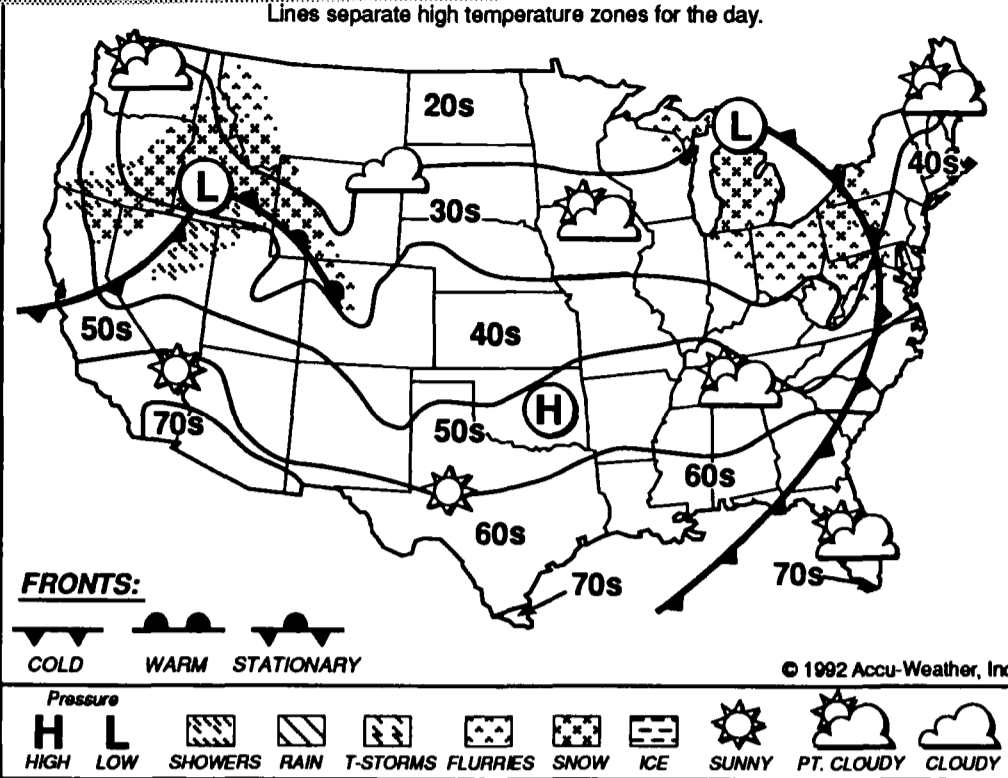 Lines separate high temperature zones for the day.
20s
L
L
40s
30s
50s
40s
H
70s
50s
60s
60s
70s
70s
FRONTS:
COLD WARM STATIONARY
© 1992 Accu-Weather, Inc
Pressure
H L
HIGH LOW SHOWERS RAIN T-STORMS FLURRIES SNOW ICE SUNNY PT. CLOUDY CLOUDY